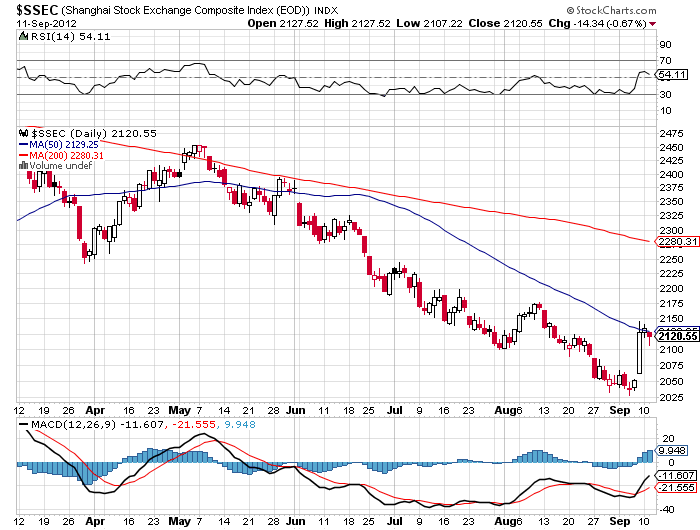 $SSEC (Shanghai Stock Exchange Composite Index (EOD)) INDX
© StockCharts.com
11-Sep-2012
Open 2127.52 High 2127.52 Low 2107.22 Close 2120.55 Chg -14.34 (-0.67%)
RSI(14) 54.11
90
70
54.11
30
10
$SSEC (Daily) 2120.55
MA(50) 2129.25
MA(200) 2280.31
Volume undef
2475
2450
2425
2400
2375
2350
2325
2300
2280.31
2250
2225
2200
2175
2150
2120.55
2100
2075
2050
2025
12 19 26 Apr 16 23 May 7 14 21 28 Jun 11 18 25 Jul 9 16 23 Aug 6 13 20 27 Sep 10
MACD(12,26,9) -11.607, -21.555, 9.948
20
9.948
-11.607
-21.555
-40
12 19 26 Apr 16 23 May 7 14 21 28 Jun 11 18 25 Jul 9 16 23 Aug 6 13 20 27 Sep 10